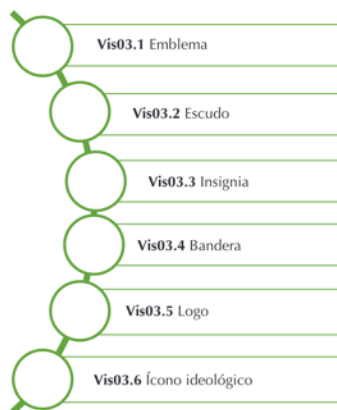 Vis03.1 Emblema
Vis03.2 Escudo
Vis03.3 Insignia
Vis03.4 Bandera
Vis03.5 Logo
Vis03.6 Ícono ideológico